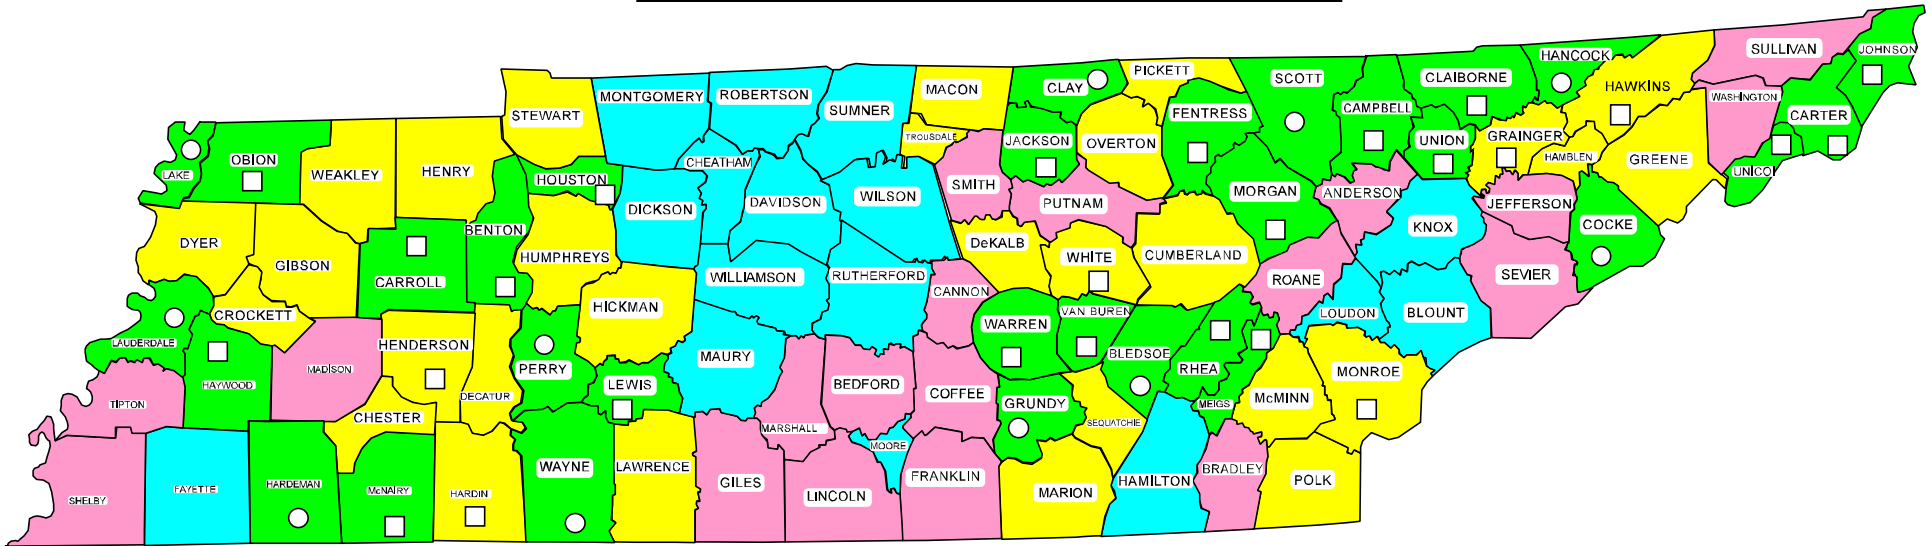 SULLIVAN
JOHNSON
HANCOCK
PICKETT
SCOTT
CLAIBORNE
CLAY
HAWKINS
MACON
MONTGOMERY
ROBERTSON
SUMNER
WASHINGTON
CAMPBELL
FENTRESS
STEWART
CARTER
TROUSDALE
GRAINGER
JACKSON
OVERTON
UNION
HAMBLEN
GREENE
OBION
CHEATHAM
HENRY
WEAKLEY
LAKE
UNICOI
HOUSTON
SMITH
MORGAN
ANDERSON
WILSON
DAVIDSON
PUTNAM
JEFFERSON
DICKSON
COCKE
KNOX
BENTON
DYER
DeKALB
CUMBERLAND
WHITE
HUMPHREYS
GIBSON
SEVIER
RUTHERFORD
WILLIAMSON
ROANE
CARROLL
CANNON
HICKMAN
VAN BUREN
LOUDON
BLOUNT
CROCKETT
WARREN
LAUDERDALE
HENDERSON
BLEDSOE
MAURY
PERRY
RHEA
MADISON
MONROE
HAYWOOD
LEWIS
BEDFORD
COFFEE
DECATUR
McMINN
GRUNDY
TIPTON
MEIGS
CHESTER
SEQUATCHIE
MARSHALL
MOORE
WAYNE
LAWRENCE
BRADLEY
FRANKLIN
POLK
HAMILTON
GILES
HARDEMAN
FAYETTE
McNAIRY
MARION
HARDIN
LINCOLN
SHELBY